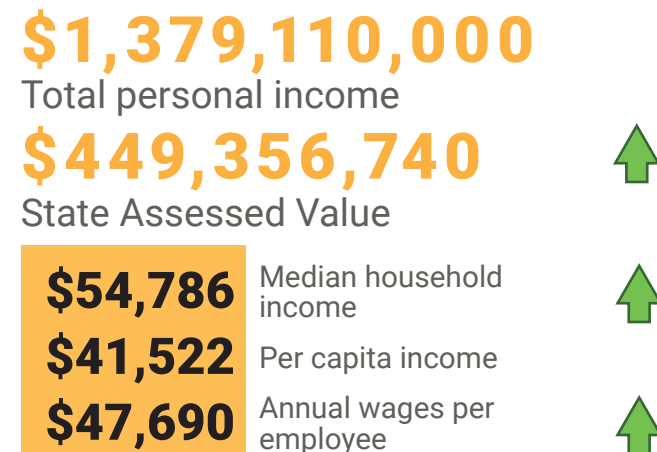 $1,379,110,000
Total personal income
$449,356,740
State Assessed Value
$54,786 Median household
income
$41,522 Per capita income
$47,690 Annual wages per
employee